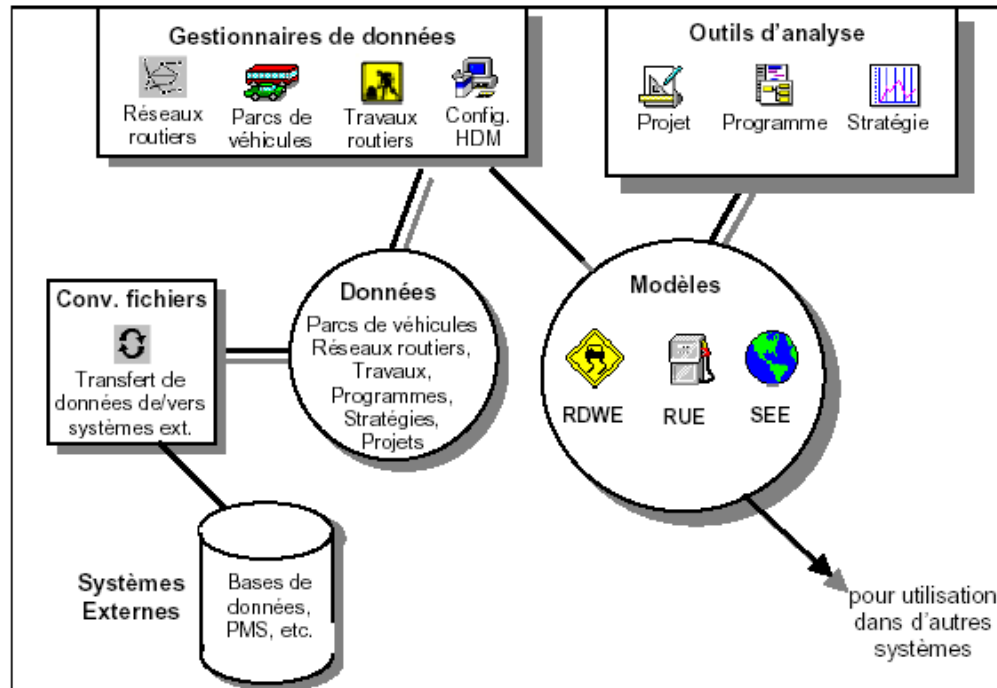 Gestionnaires de données
Réseaux
routiers
Parcs de
véhicules
Travaux
routiers
Config.
HDM
Outils d'analyse
Projet
Programme
Stratégie
Conv. fichiers
Transfert de
données de/vers
systèmes ext.
Données
Parcs de véhicules
Réseaux routiers,
Travaux,
Programmes,
Stratégies,
Projets
Modèles
RDWE
RUE
SEE
Systèmes
Externes
Bases de
données,
PMS, etc.
pour utilisation
dans d'autres
systèmes